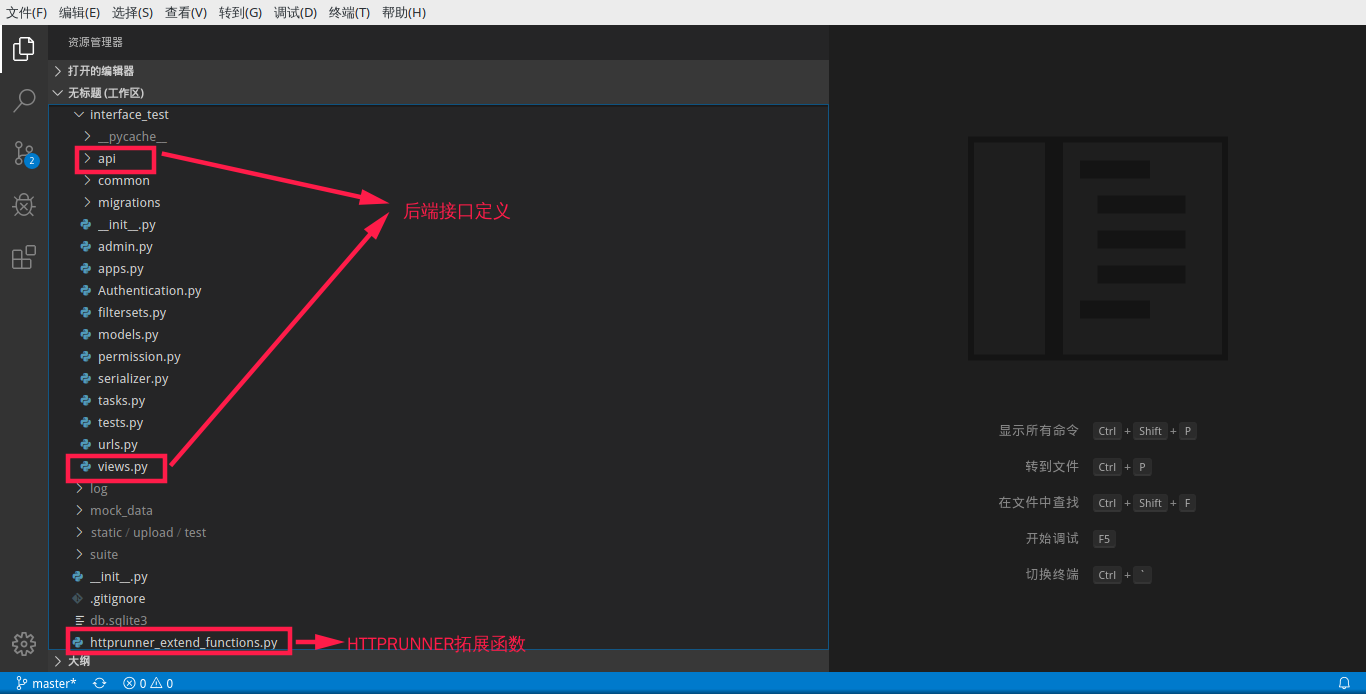 文件(F) 编辑(E) 选择(S) 查看(V) 转到(G) 调试(D) 终端(T) 帮助(H)
资源管理器
打开的编辑器
无标题 (工作区)
interface_test
__pycache__
api
common
migrations
__init__.py
admin.py
apps.py
Authentication.py
filtersets.py
models.py
permission.py
serializer.py
tasks.py
tests.py
urls.py
views.py
log
mock_data
static / upload / test
suite
__init__.py
.gitignore
db.sqlite3
httprunner_extend_functions.py
大纲
后端接口定义
HTTPRUNNER拓展函数
2
显示所有命令 Ctrl + Shift + P
转到文件 Ctrl + P
在文件中查找 Ctrl + Shift + F
开始调试 F5
切换终端 Ctrl + `
master* 0 0